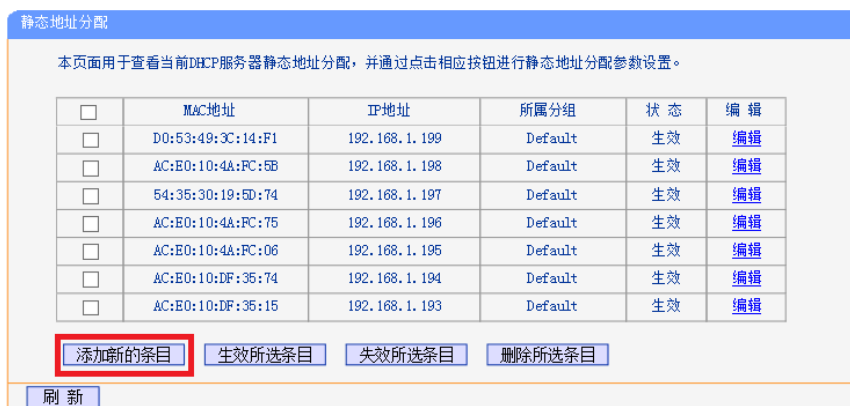 静态地址分配
本页面用于查看当前DHCP服务器静态地址分配，并通过点击相应按钮进行静态地址分配参数设置。
MAC地址 IP地址 所属分组 状 态 编 辑
D0:53:49:3C:14:F1 192.168.1.199 Default 生效 编辑
AC:E0:10:4A:FC:5B 192.168.1.198 Default 生效 编辑
54:35:30:19:5D:74 192.168.1.197 Default 生效 编辑
AC:E0:10:4A:FC:75 192.168.1.196 Default 生效 编辑
AC:E0:10:4A:FC:06 192.168.1.195 Default 生效 编辑
AC:E0:10:DF:35:74 192.168.1.194 Default 生效 编辑
AC:E0:10:DF:35:15 192.168.1.193 Default 生效 编辑
添加新的条目 生效所选条目 失效所选条目 删除所选条目
刷 新